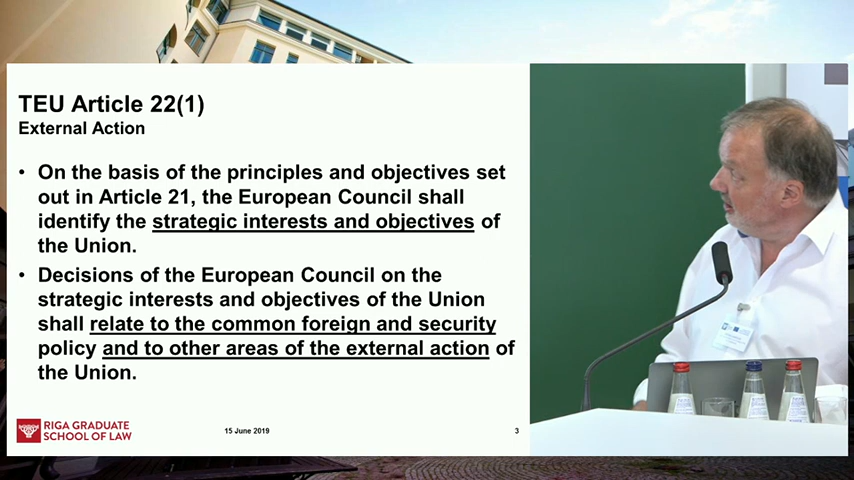 TEU Article 22(1)
External Action
• On the basis of the principles and objectives set
out in Article 21, the European Council shall
identify the strategic interests and objectives of
the Union.
• Decisions of the European Council on the
strategic interests and objectives of the Union
shall relate to the common foreign and security
policy and to other areas of the external action of
the Union.
RIGA GRADUATE
SCHOOL OF LAW
15 June 2019
3